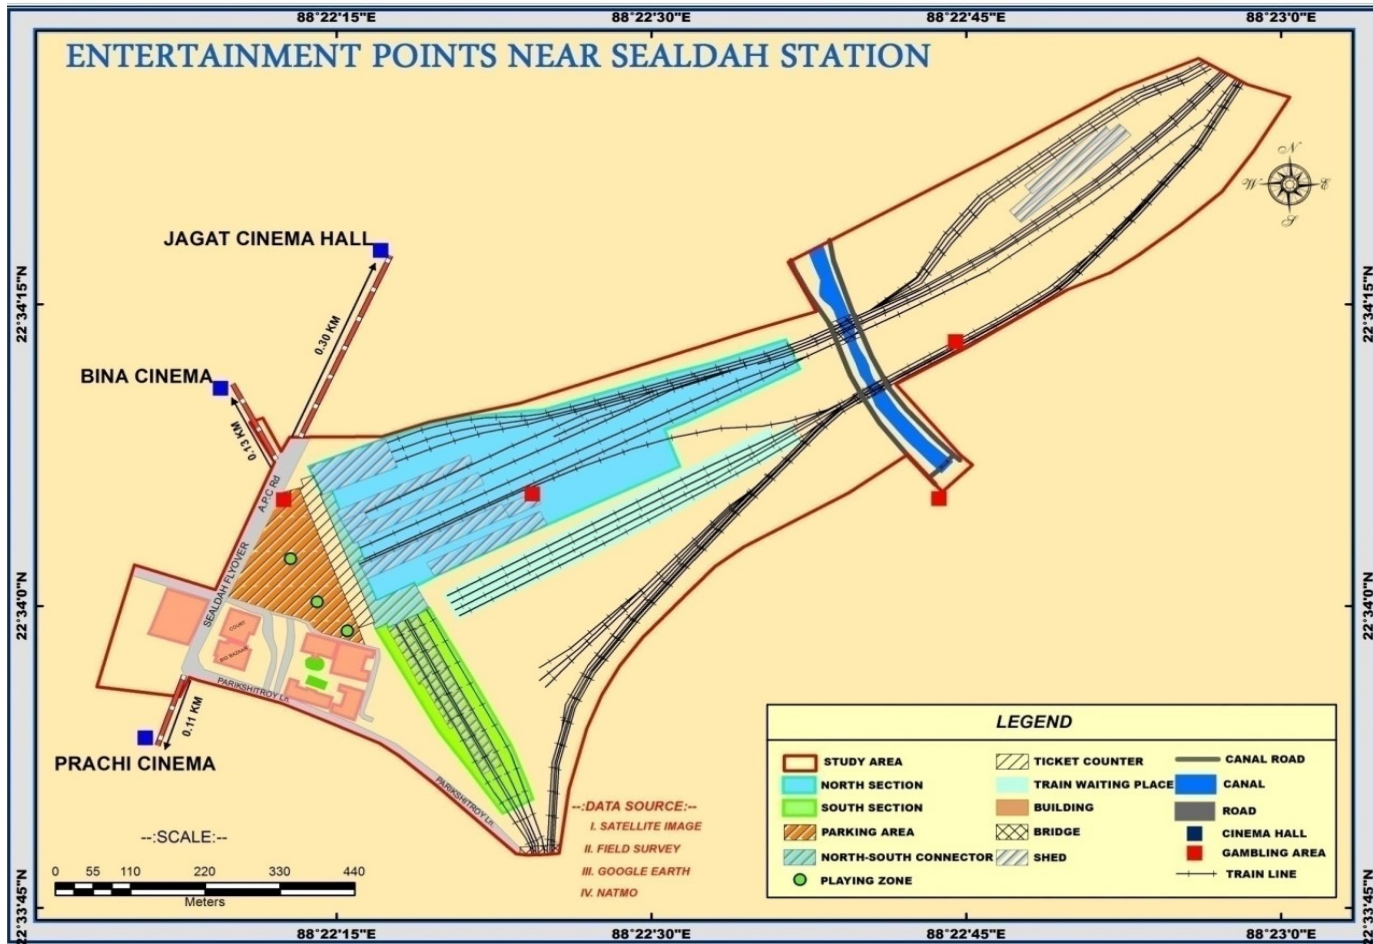 88°22'15"E 88°22'30"E 88°22'45"E 88°23'0"E
ENTERTAINMENT POINTS NEAR SEALDAH STATION
N
W E
S
JAGAT CINEMA HALL
22°34'15"N 22°34'15"N
0.30 KM
BINA CINEMA
0.13 KM
A.P.C Rd
SEALDAH FLYOVER
22°34'0"N 22°34'0"N
COURT
BIG BAZAAR
PARIKSHITROY Ln.
0.11 KM
PRACHI CINEMA
PARIKSHITROY Ln.
--:SCALE:--
0 55 110 220 330 440
Meters
--:DATA SOURCE:--
I. SATELLITE IMAGE
II. FIELD SURVEY
III. GOOGLE EARTH
IV. NATMO
LEGEND
STUDY AREA
NORTH SECTION
SOUTH SECTION
PARKING AREA
NORTH-SOUTH CONNECTOR
PLAYING ZONE
TICKET COUNTER
TRAIN WAITING PLACE
BUILDING
BRIDGE
SHED
CANAL ROAD
CANAL
ROAD
CINEMA HALL
GAMBLING AREA
TRAIN LINE
22°33'45"N 22°33'45"N
88°22'15"E 88°22'30"E 88°22'45"E 88°23'0"E